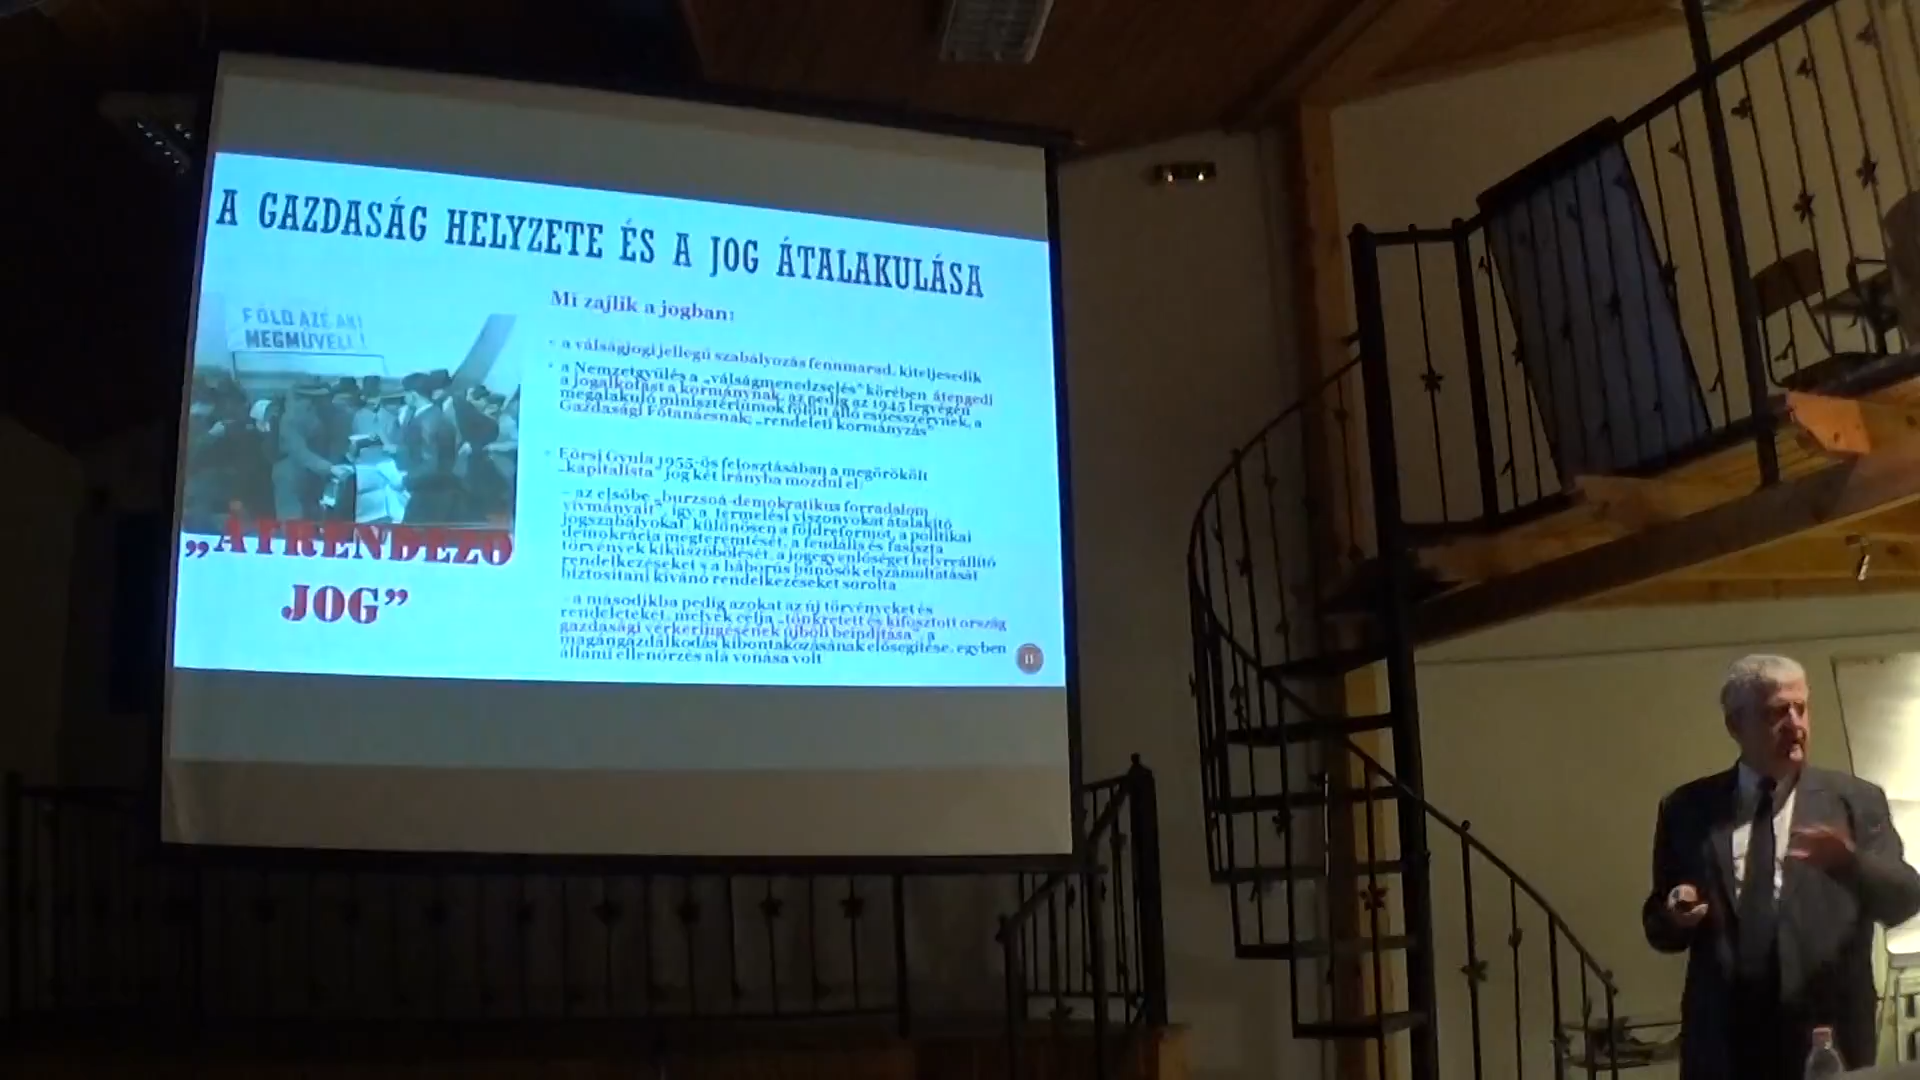 A GAZDASÁG HELYZETE ÉS A JOG ÁTALAKULÁSA
FÖLD AZÉ AKI
MEGMŰVELI!
„ÁTRENDEZŐ
JOG”
Mi zajlik a jogban:
a válságjogi jellegű szabályozás fennmarad, kiteljesedik
a Nemzetgyűlés a „válságmenedzselés” körében átengedi
a jogalkotást a kormánynak, az pedig az 1945 legvégén
megalakuló minisztériumok fölött álló csúcsszervnek, a
Gazdasági Főtanácsnak: „rendeleti kormányzás”
Eörsi Gyula 1955-ös felosztásában a megörökölt
„kapitalista” jog két irányba mozdul el:
– az elsőbe „burzsoá-demokratikus forradalom
vívmányait”, így a termelési viszonyokat átalakító
jogszabályokat, különösen a földreformot, a politikai
demokrácia megteremtését, a feudális és fasiszta
törvények kiküszöbölését, a jogegyenlőséget helyreállító
rendelkezéseket s a háborús bűnösök elszámoltatását
biztosítani kívánó rendelkezéseket sorolta
– a másodikba pedig azokat az új törvényeket és
rendeleteket, melyek célja „tönkretett és kifosztott ország
gazdasági vérkeringésének újbóli beindítása”, a
magángazdálkodás kibontakozásának elősegítése, egyben
állami ellenőrzés alá vonása volt
11